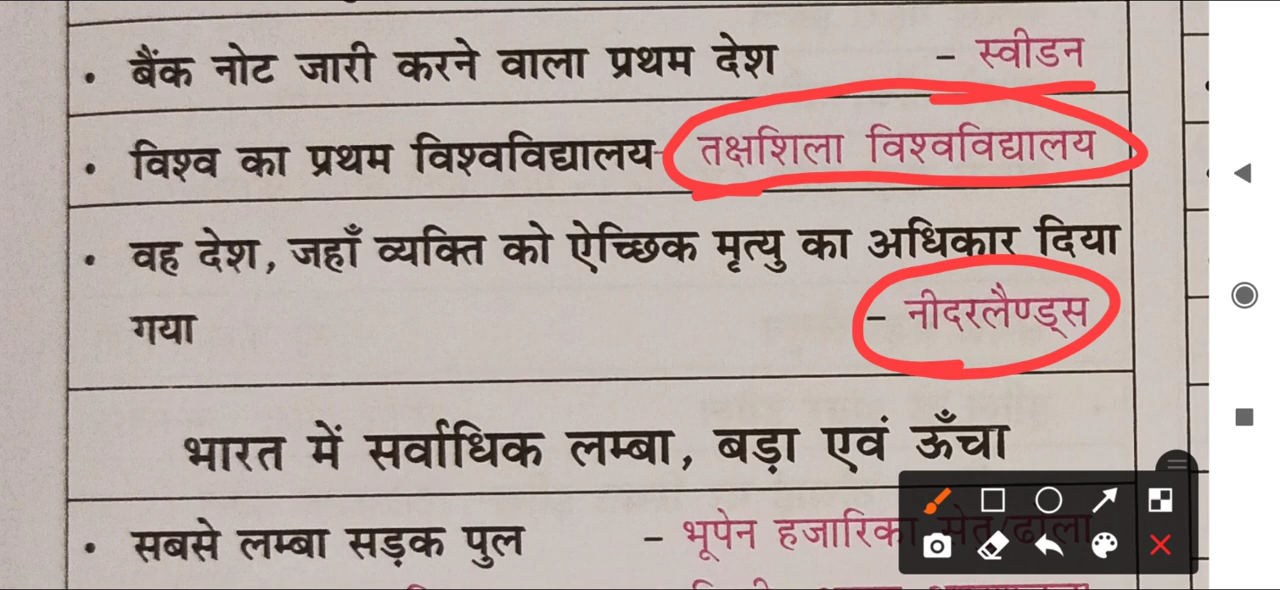 • बैंक नोट जारी करने वाला प्रथम देश – स्वीडन
• विश्व का प्रथम विश्वविद्यालय- तक्षशिला विश्वविद्यालय
• वह देश, जहाँ व्यक्ति को ऐच्छिक मृत्यु का अधिकार दिया
गया – नीदरलैण्ड्स
भारत में सर्वाधिक लम्बा, बड़ा एवं ऊँचा
• सबसे लम्बा सड़क पुल – भूपेन हजारिका सेतु/ढोला